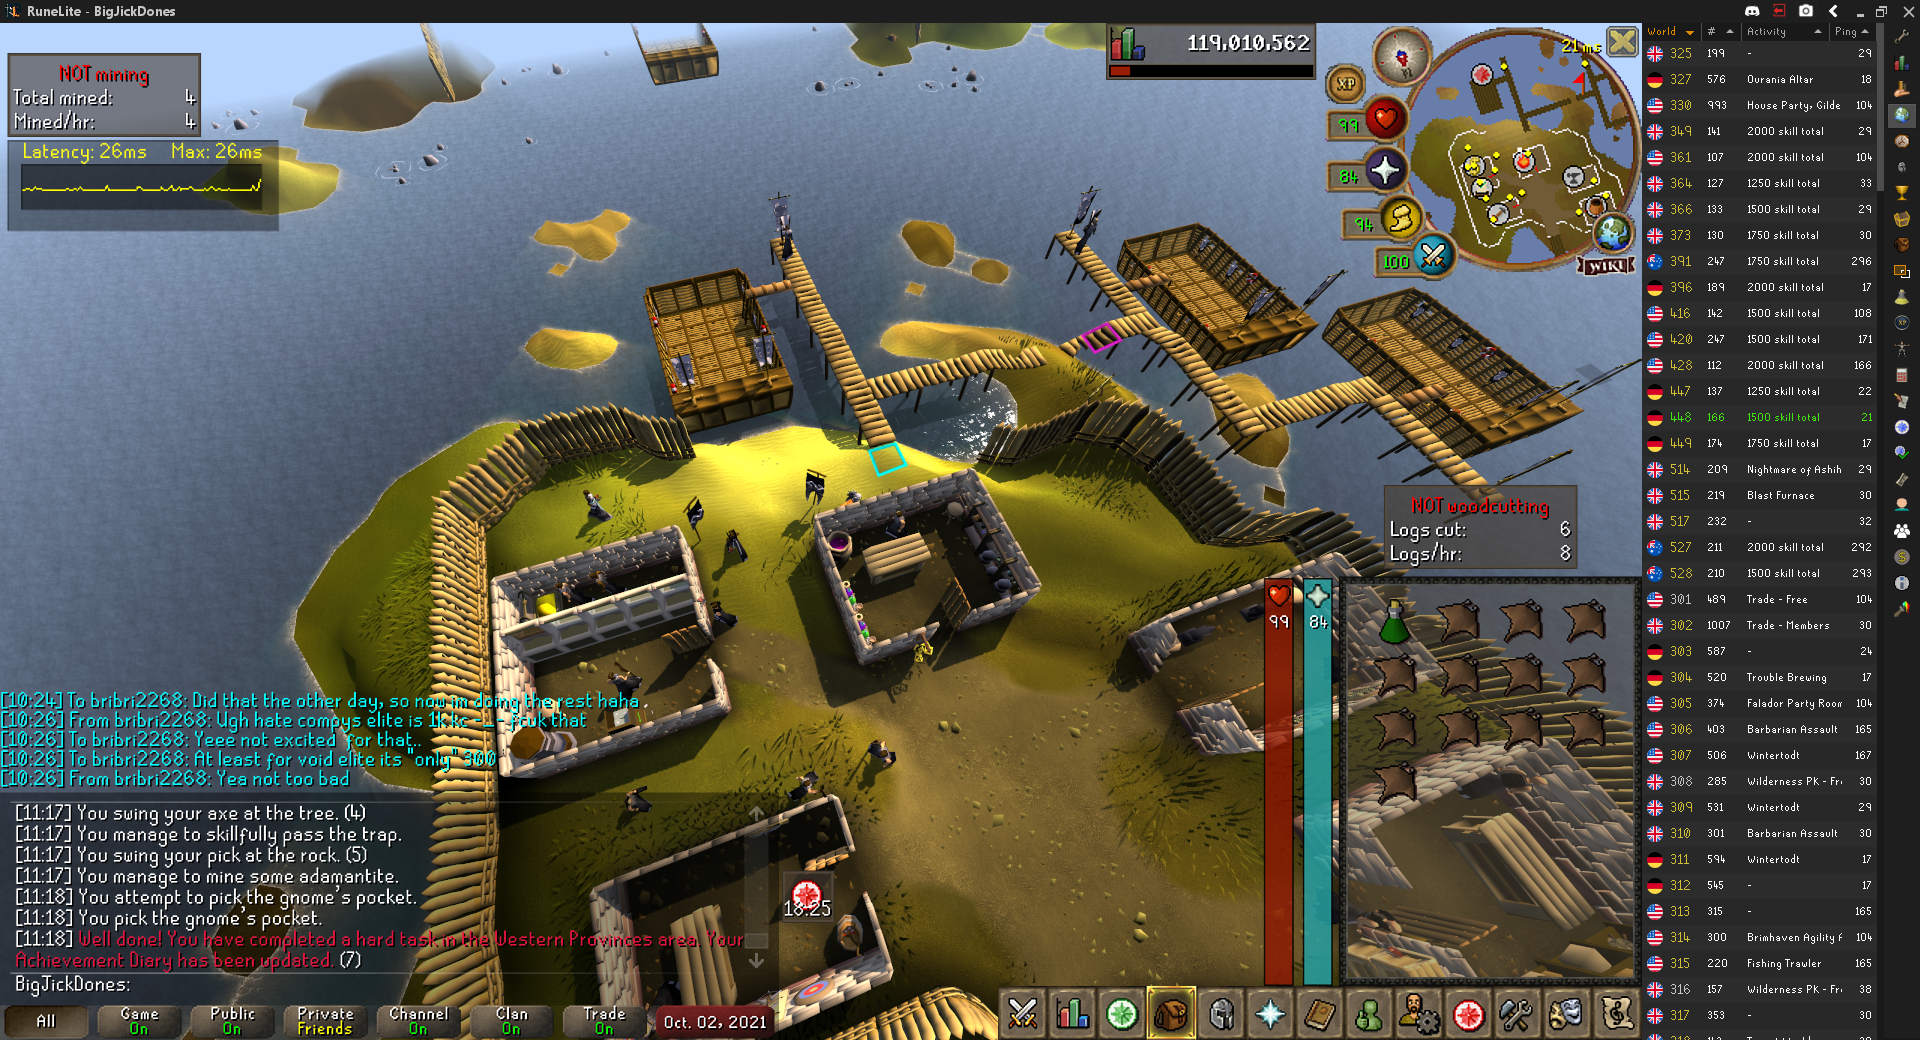 RuneLite - BigJickDones
NOT mining
Total mined: 4
Mined/hr: 4
Latency: 26ms Max: 26ms
119,010,562
21 ms
XP
99
84
94
100
WIKI
NOT woodcutting
Logs cut: 6
Logs/hr: 8
99 84
[10:24] To bribri2268: Did that the other day, so now im doing the rest haha
[10:26] From bribri2268: Ugh hate compys elite is 1k kc -_- fcuk that
[10:26] To bribri2268: Yeee not excited for that..
[10:26] To bribri2268: At least for void elite its "only" 300
[10:26] From bribri2268: Yea not too bad
[11:17] You swing your axe at the tree. (4)
[11:17] You manage to skillfully pass the trap.
[11:17] You swing your pick at the rock. (5)
[11:17] You manage to mine some adamantite.
[11:18] You attempt to pick the gnome's pocket.
[11:18] You pick the gnome's pocket.
[11:18] Well done! You have completed a hard task in the Western Provinces area. Your
Achievement Diary has been updated. (7)
BigJickDones:
18:25
All
Game
On
Public
On
Private
Friends
Channel
On
Clan
On
Trade
On
Oct. 02, 2021
World # Activity Ping
325 199 - 29
327 576 Ourania Altar 18
330 993 House Party, Gilde 104
349 141 2000 skill total 29
361 107 2000 skill total 104
364 127 1250 skill total 33
366 133 1500 skill total 29
373 130 1750 skill total 30
391 247 1750 skill total 296
396 189 2000 skill total 17
416 142 1500 skill total 108
420 247 1500 skill total 171
428 112 2000 skill total 166
447 137 1250 skill total 22
448 166 1500 skill total 21
449 174 1750 skill total 17
514 209 Nightmare of Ashih 29
515 219 Blast Furnace 30
517 232 - 32
527 211 2000 skill total 292
528 210 1500 skill total 293
301 489 Trade - Free 104
302 1007 Trade - Members 30
303 587 - 24
304 520 Trouble Brewing 17
305 374 Falador Party Room 104
306 403 Barbarian Assault 165
307 506 Wintertodt 167
308 285 Wilderness PK - Fre 30
309 531 Wintertodt 29
310 301 Barbarian Assault 30
311 594 Wintertodt 17
312 545 - 17
313 315 - 165
314 300 Brimhaven Agility A 104
315 220 Fishing Trawler 165
316 157 Wilderness PK - Fre 38
317 353 - 30